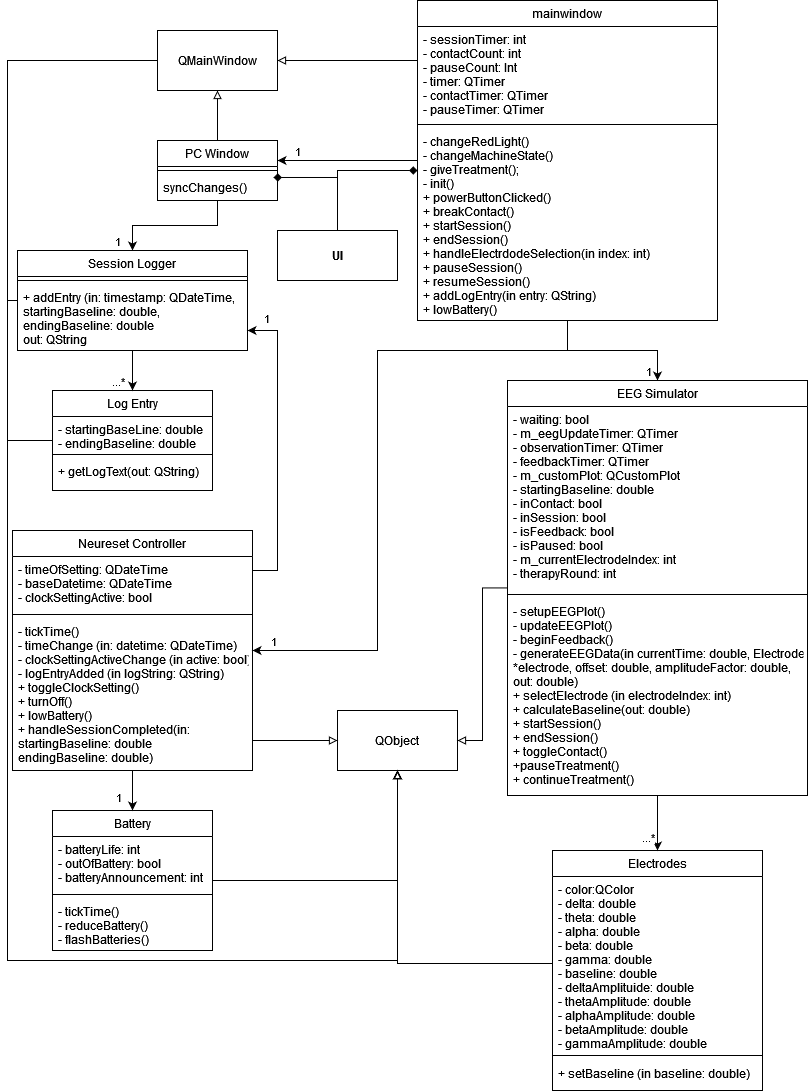 mainwindow
- sessionTimer: int
- contactCount: int
- pauseCount: Int
- timer: QTimer
- contactTimer: QTimer
- pauseTimer: QTimer
- changeRedLight()
- changeMachineState()
- giveTreatment();
- init()
+ powerButtonClicked()
+ breakContact()
+ startSession()
+ endSession()
+ handleElectrdodeSelection(in index: int)
+ pauseSession()
+ resumeSession()
+ addLogEntry(in entry: QString)
+ lowBattery()
QMainWindow
PC Window
syncChanges()
1
UI
1
Session Logger
+ addEntry (in: timestamp: QDateTime,
startingBaseline: double,
endingBaseline: double
out: QString
1
...*
Log Entry
- startingBaseLine: double
- endingBaseline: double
+ getLogText(out: QString)
1
EEG Simulator
- waiting: bool
- m_eegUpdateTimer: QTimer
- observationTimer: QTimer
- feedbackTimer: QTimer
- m_customPlot: QCustomPlot
- startingBaseline: double
- inContact: bool
- inSession: bool
- isFeedback: bool
- isPaused: bool
- m_currentElectrodeIndex: int
- therapyRound: int
- setupEEGPlot()
- updateEEGPlot()
- beginFeedback()
- generateEEGData(in currentTime: double, Electrode
*electrode, offset: double, amplitudeFactor: double,
out: double)
+ selectElectrode (in electrodeIndex: int)
+ calculateBaseline(out: double)
+ startSession()
+ endSession()
+ toggleContact()
+pauseTreatment()
+ continueTreatment()
Neureset Controller
- timeOfSetting: QDateTime
- baseDatetime: QDateTime
- clockSettingActive: bool
- tickTime()
- timeChange (in: datetime: QDateTime)
- clockSettingActiveChange (in active: bool)
- logEntryAdded (in logString: QString)
+ toggleClockSetting()
+ turnOff()
+ lowBattery()
+ handleSessionCompleted(in:
startingBaseline: double
endingBaseline: double)
1
QObject
1
Battery
- batteryLife: int
- outOfBattery: bool
- batteryAnnouncement: int
- tickTime()
- reduceBattery()
- flashBatteries()
...*
Electrodes
- color:QColor
- delta: double
- theta: double
- alpha: double
- beta: double
- gamma: double
- baseline: double
- deltaAmplituide: double
- thetaAmplitude: double
- alphaAmplitude: double
- betaAmplitude: double
- gammaAmplitude: double
+ setBaseline (in baseline: double)